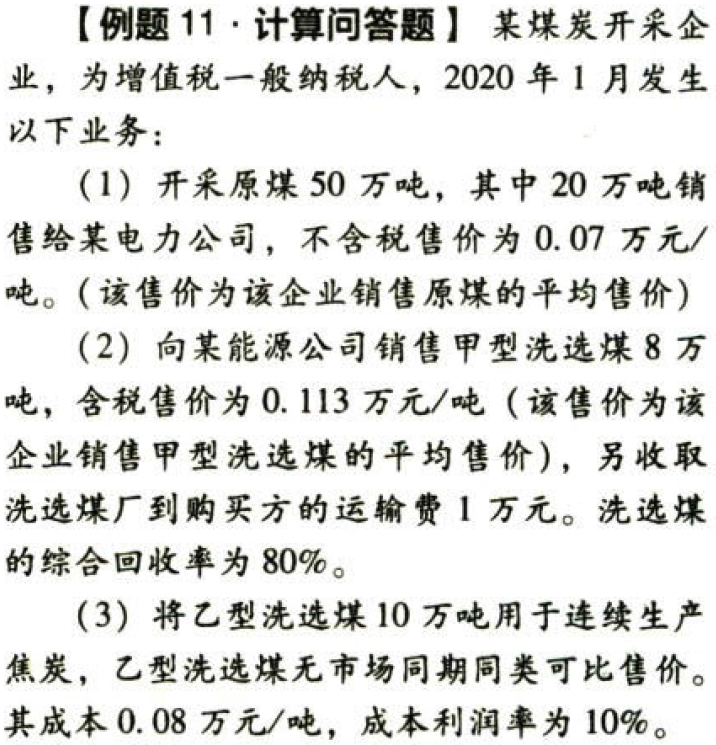 【例题 11·计算问答题】 某煤炭开采企
业，为增值税一般纳税人，2020 年 1 月发生
以下业务：
（1）开采原煤 50 万吨，其中 20 万吨销
售给某电力公司，不含税售价为 0.07 万元/
吨。（该售价为该企业销售原煤的平均售价）
（2）向某能源公司销售甲型洗选煤 8 万
吨，含税售价为 0.113 万元/吨（该售价为该
企业销售甲型洗选煤的平均售价），另收取
洗选煤厂到购买方的运输费 1 万元。洗选煤
的综合回收率为 80%。
（3）将乙型洗选煤 10 万吨用于连续生产
焦炭，乙型洗选煤无市场同期同类可比售价。
其成本 0.08 万元/吨，成本利润率为 10%。